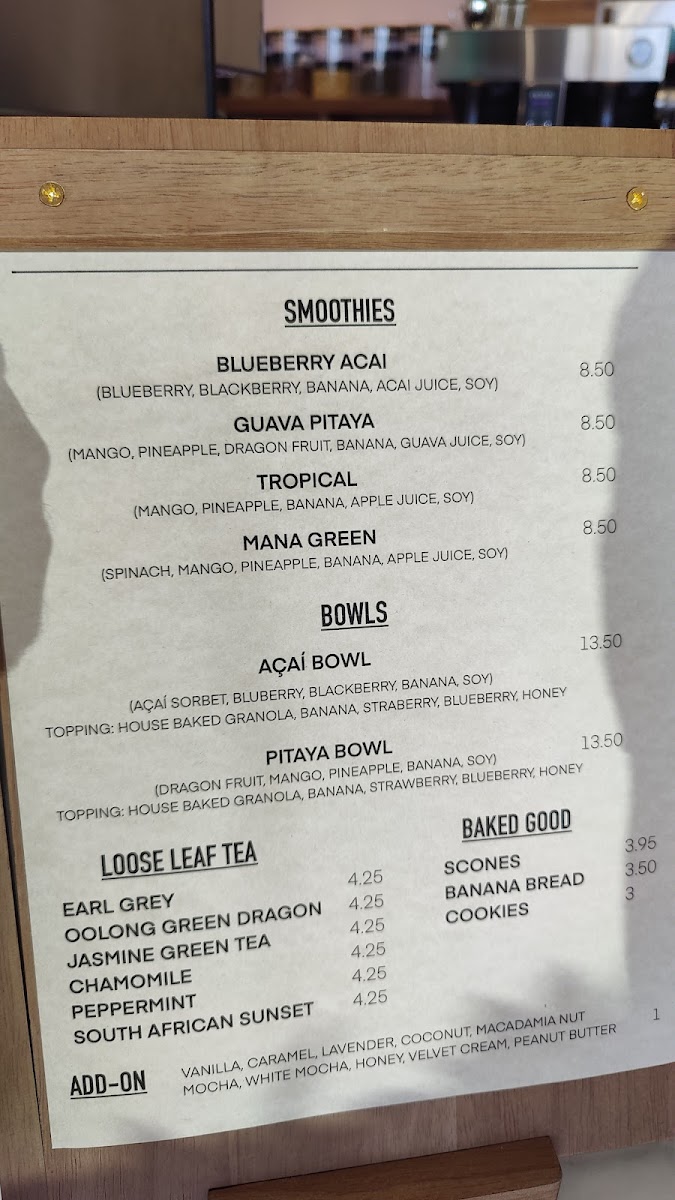 SMOOTHIES
BLUEBERRY ACAI 8.50
(BLUEBERRY, BLACKBERRY, BANANA, ACAI JUICE, SOY)
GUAVA PITAYA 8.50
(MANGO, PINEAPPLE, DRAGON FRUIT, BANANA, GUAVA JUICE, SOY)
TROPICAL 8.50
(MANGO, PINEAPPLE, BANANA, APPLE JUICE, SOY)
MANA GREEN 8.50
(SPINACH, MANGO, PINEAPPLE, BANANA, APPLE JUICE, SOY)
BOWLS
AÇAÍ BOWL 13.50
(AÇAÍ SORBET, BLUBERRY, BLACKBERRY, BANANA, SOY)
TOPPING: HOUSE BAKED GRANOLA, BANANA, STRABERRY, BLUEBERRY, HONEY
PITAYA BOWL 13.50
(DRAGON FRUIT, MANGO, PINEAPPLE, BANANA, SOY)
TOPPING: HOUSE BAKED GRANOLA, BANANA, STRAWBERRY, BLUEBERRY, HONEY
LOOSE LEAF TEA
EARL GREY 4.25
OOLONG GREEN DRAGON 4.25
JASMINE GREEN TEA 4.25
CHAMOMILE 4.25
PEPPERMINT 4.25
SOUTH AFRICAN SUNSET 4.25
BAKED GOOD
SCONES 3.95
BANANA BREAD 3.50
COOKIES 3
ADD-ON
VANILLA, CARAMEL, LAVENDER, COCONUT, MACADAMIA NUT 1
MOCHA, WHITE MOCHA, HONEY, VELVET CREAM, PEANUT BUTTER